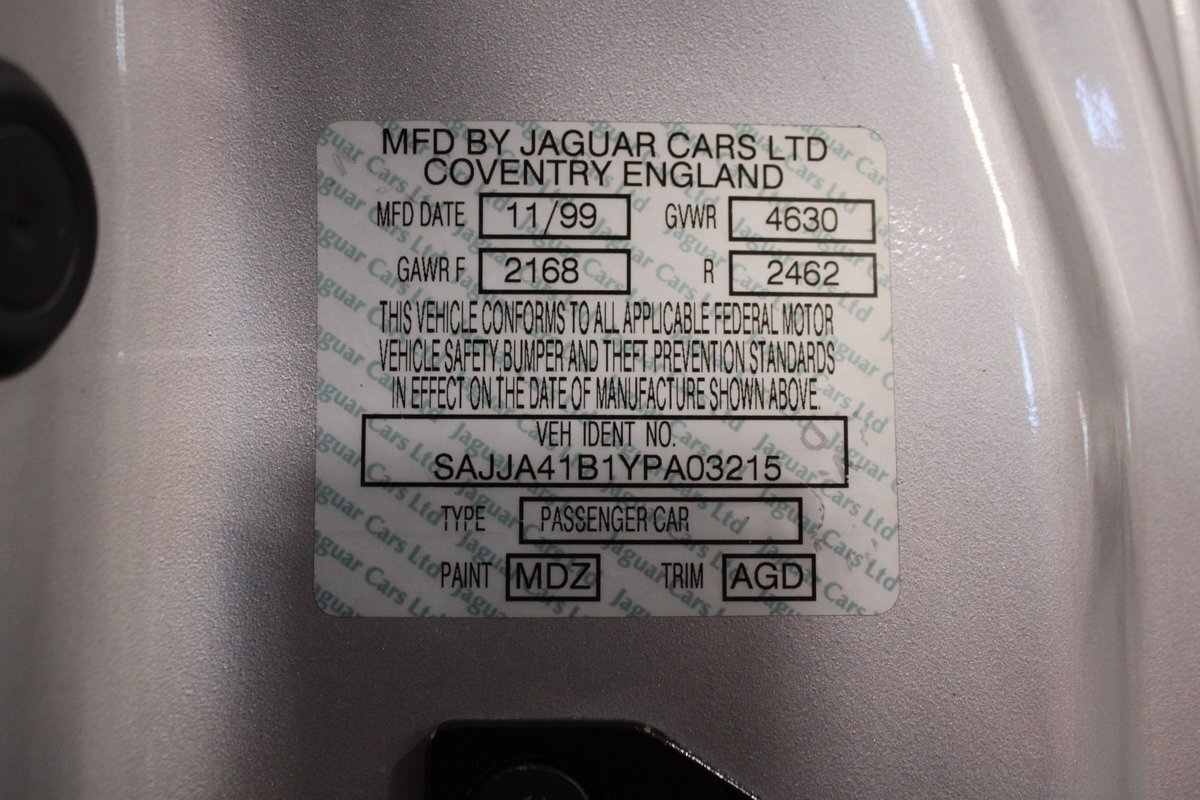 MFD BY JAGUAR CARS LTD
COVENTRY ENGLAND
MFD DATE 11/99 GVWR 4630
GAWR F 2168 R 2462
THIS VEHICLE CONFORMS TO ALL APPLICABLE FEDERAL MOTOR
VEHICLE SAFETY, BUMPER AND THEFT PREVENTION STANDARDS
IN EFFECT ON THE DATE OF MANUFACTURE SHOWN ABOVE.
VEH IDENT NO.
SAJJA41B1YPA03215
TYPE PASSENGER CAR
PAINT MDZ TRIM AGD